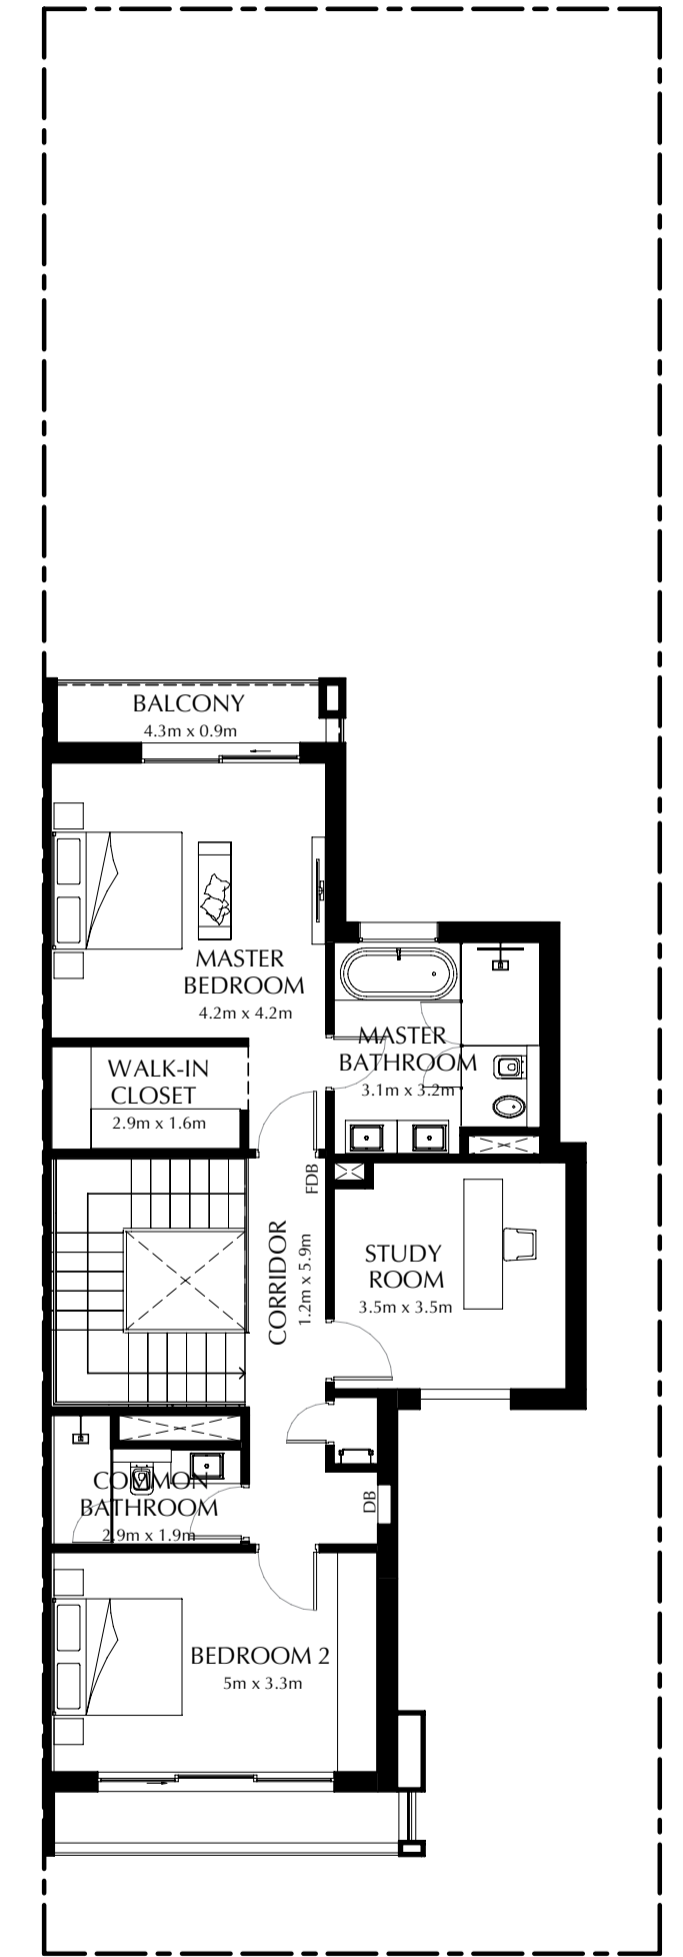 BALCONY
4.3m x 0.9m
MASTER
BEDROOM
4.2m x 4.2m
MASTER
BATHROOM
3.1m x 3.2m
WALK-IN
CLOSET
2.9m x 1.6m
FDB
CORRIDOR
1.2m x 5.9m
STUDY
ROOM
3.5m x 3.5m
COMMON
BATHROOM
2.9m x 1.9m
DB
BEDROOM 2
5m x 3.3m